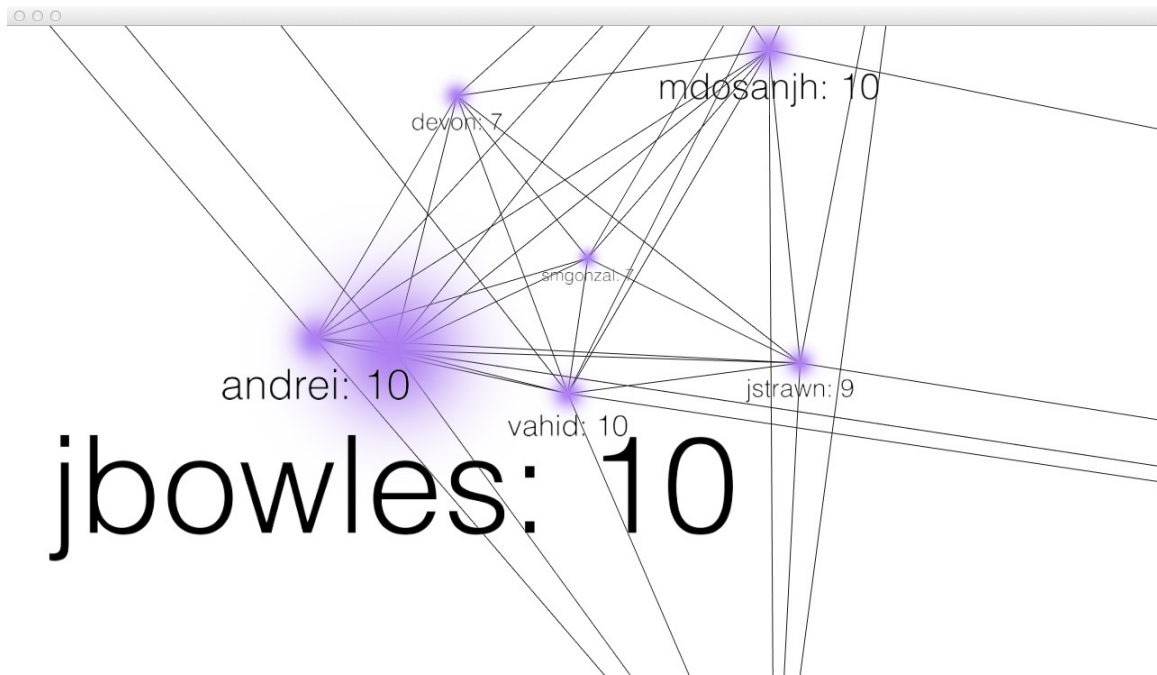 mdosanjh: 10
devon: 7
smgonzal: 7
andrei: 10
jstrawn: 9
vahid: 10
jbowles: 10